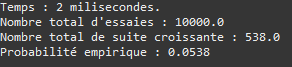 Temps : 2 milisecondes.
Nombre total d'essaies : 10000.0
Nombre total de suite croissante : 538.0
Probabilité empirique : 0.0538